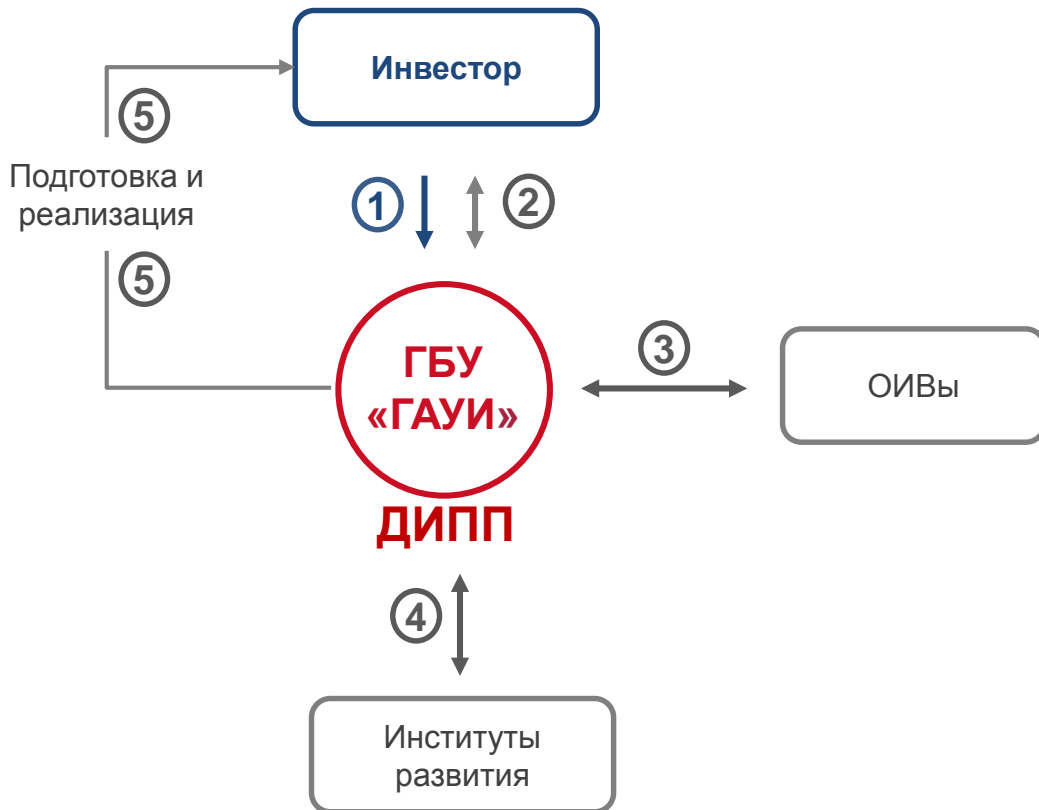 Инвестор
5
Подготовка и
реализация
1
2
5
ГБУ
«ГАУИ»
3
ОИВы
ДИПП
4
Институты
развития